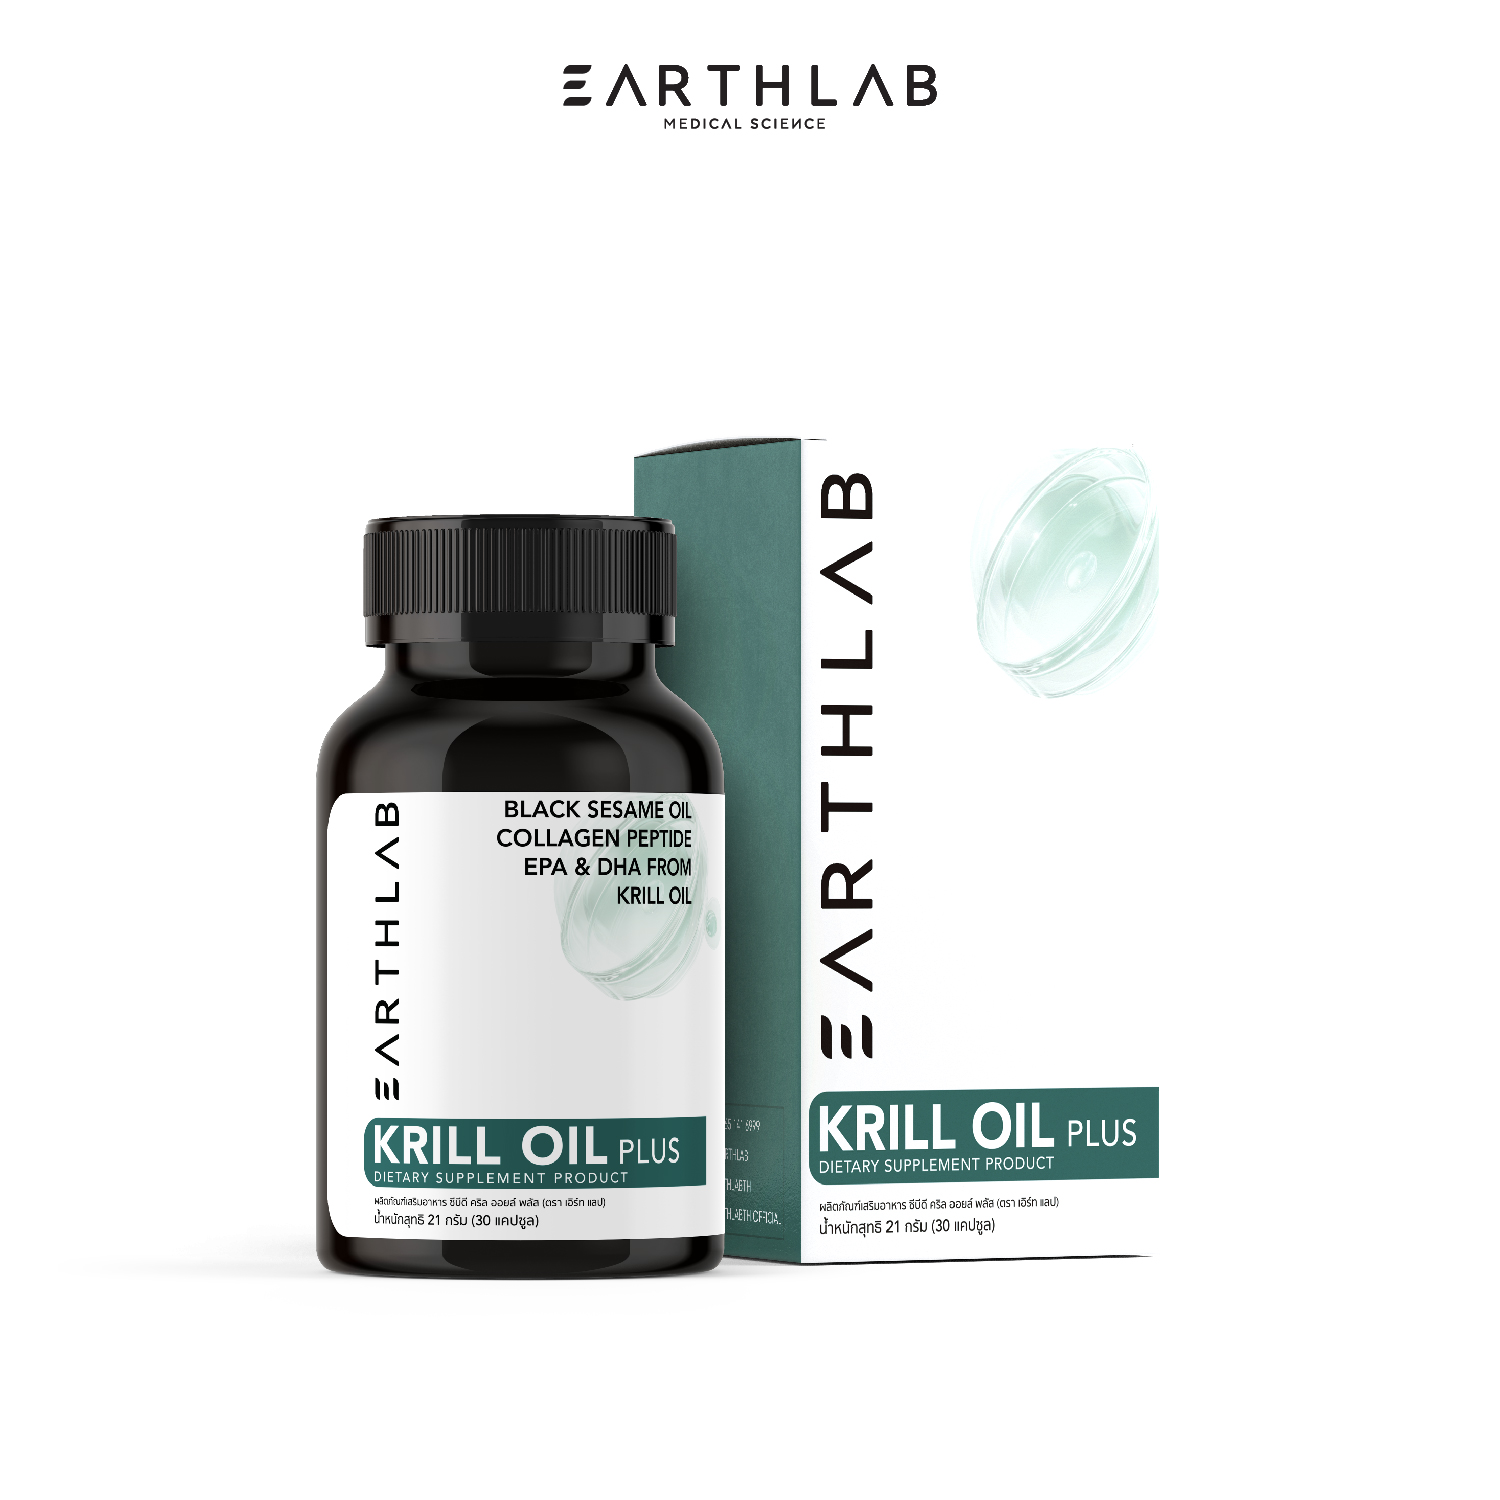 EARTHLAB
MEDICAL SCIENCE
BLACK SESAME OIL
COLLAGEN PEPTIDE
EPA & DHA FROM
KRILL OIL
EARTHLAB
KRILL OIL PLUS
DIETARY SUPPLEMENT PRODUCT
ผลิตภัณฑ์เสริมอาหาร ซีบีดี คริล ออยล์ พลัส (ตรา เอิร์ท แลป)
น้ำหนักสุทธิ 21 กรัม (30 แคปซูล)
EARTHLAB
KRILL OIL PLUS
DIETARY SUPPLEMENT PRODUCT
ผลิตภัณฑ์เสริมอาหาร ซีบีดี คริล ออยล์ พลัส (ตรา เอิร์ท แลป)
น้ำหนักสุทธิ 21 กรัม (30 แคปซูล)